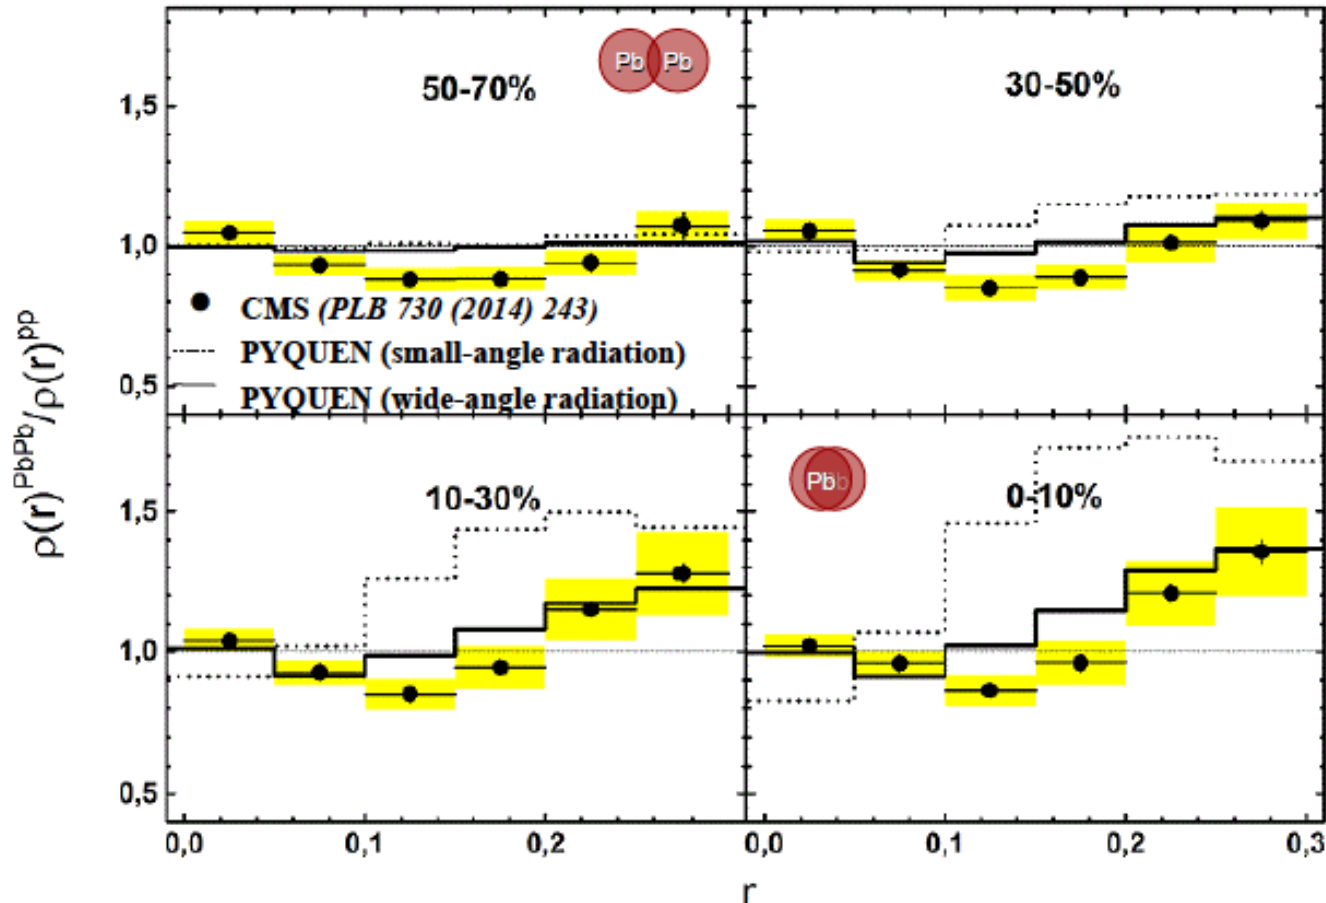 Pb Pb
50-70%
30-50%
1,5
1,0
CMS (PLB 730 (2014) 243)
PYQUEN (small-angle radiation)
0,5
PYQUEN (wide-angle radiation)
ρ(r)^PbPb/ρ(r)^pp
Pb Pb
10-30%
0-10%
1,5
1,0
0,5
0,0 0,1 0,2 0,0 0,1 0,2 0,3
r